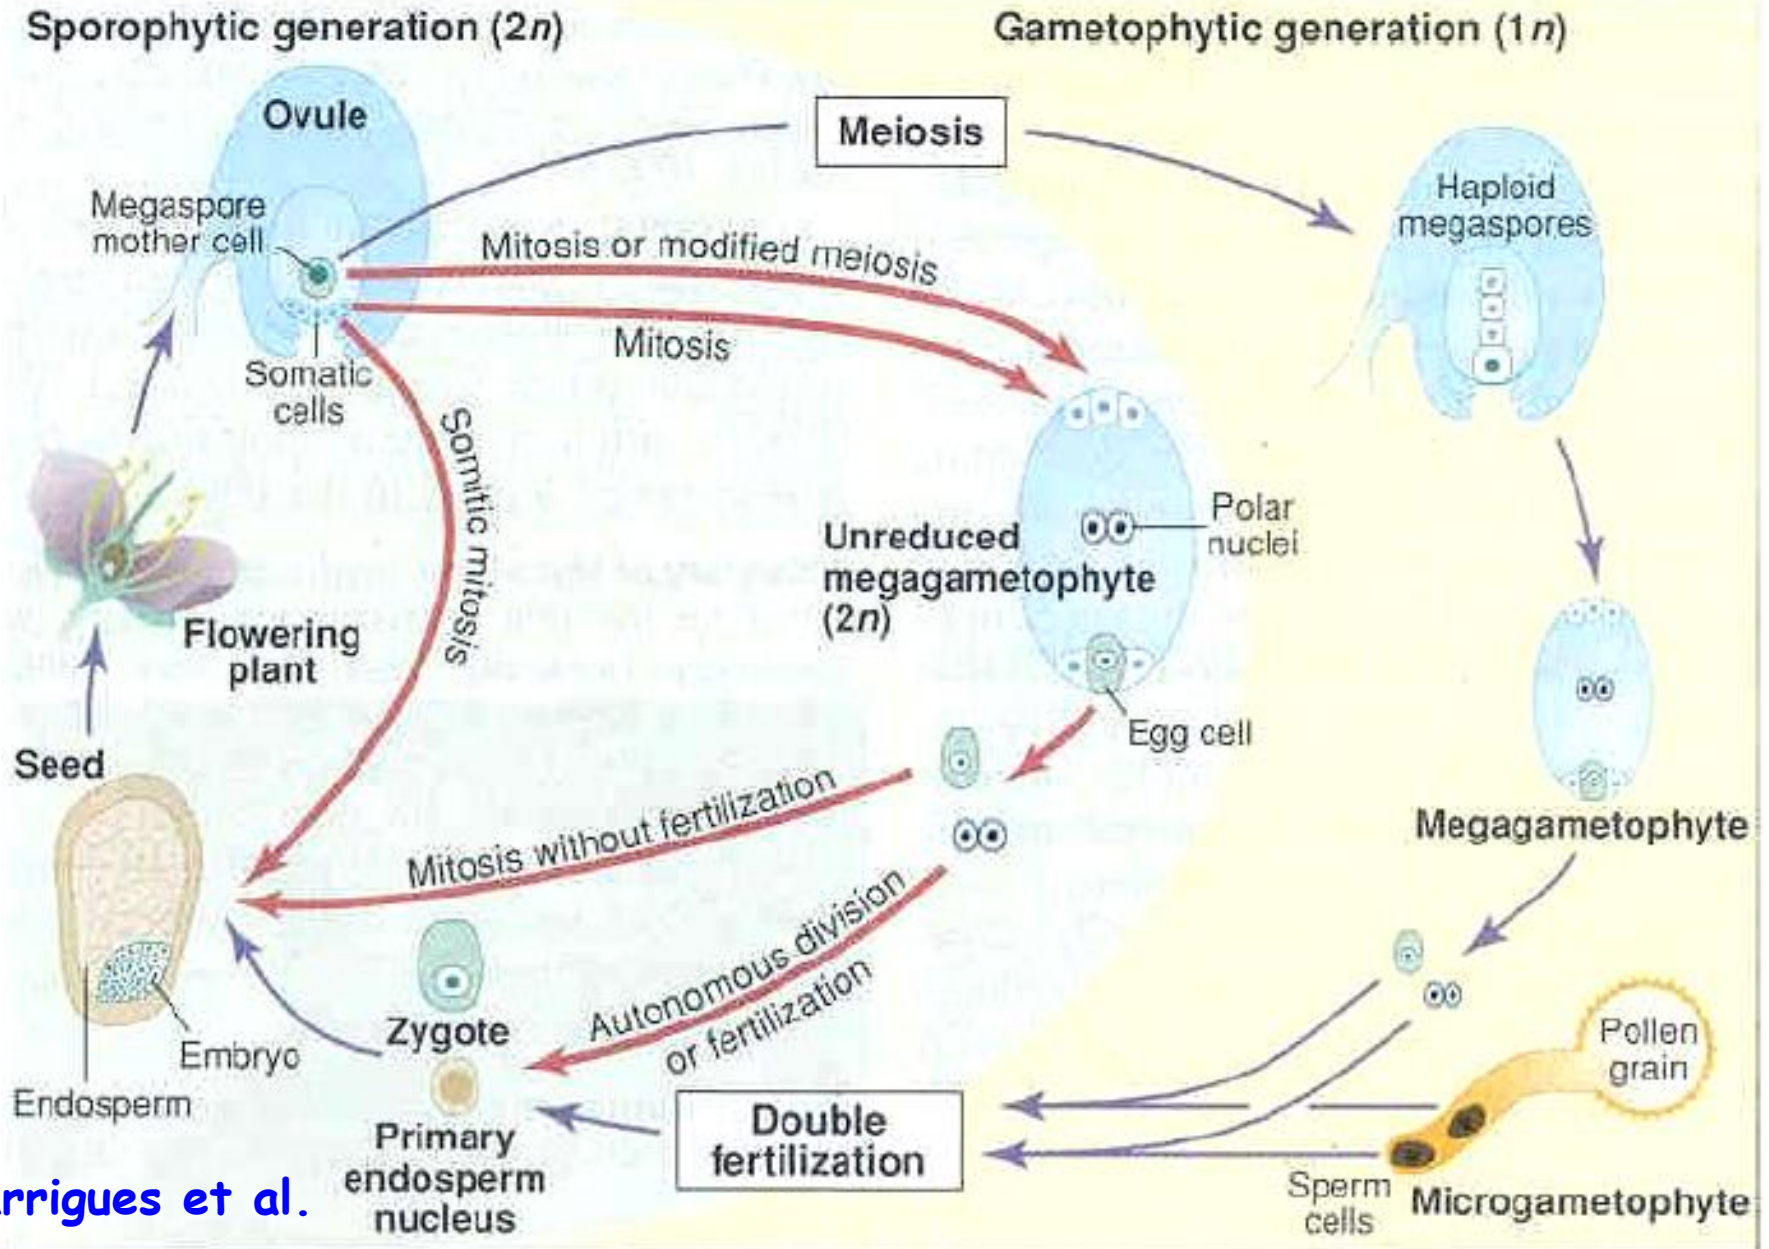 Sporophytic generation (2n)
Gametophytic generation (1n)
Ovule
Meiosis
Megaspore
mother cell
Haploid
megaspores
Mitosis or modified meiosis
Mitosis
Somatic
cells
Somitic mitosis
Polar
nuclei
Unreduced
megagametophyte
(2n)
Flowering
plant
Egg cell
Seed
Mitosis without fertilization
Megagametophyte
Autonomous division
or fertilization
Zygote
Embryo
Endosperm
Pollen
grain
Primary
endosperm
nucleus
Double
fertilization
Sperm
cells
Microgametophyte
rrigues et al.